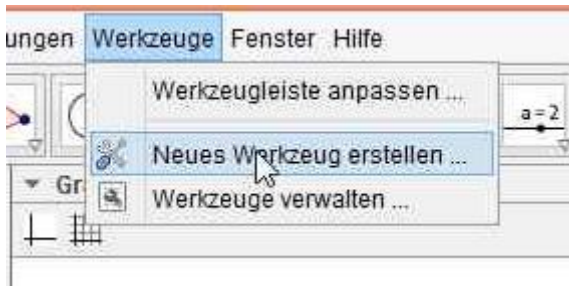 ungen Werkzeuge Fenster Hilfe
Werkzeugleiste anpassen ...
a=2
Neues Werkzeug erstellen ...
Gr
Werkzeuge verwalten ...